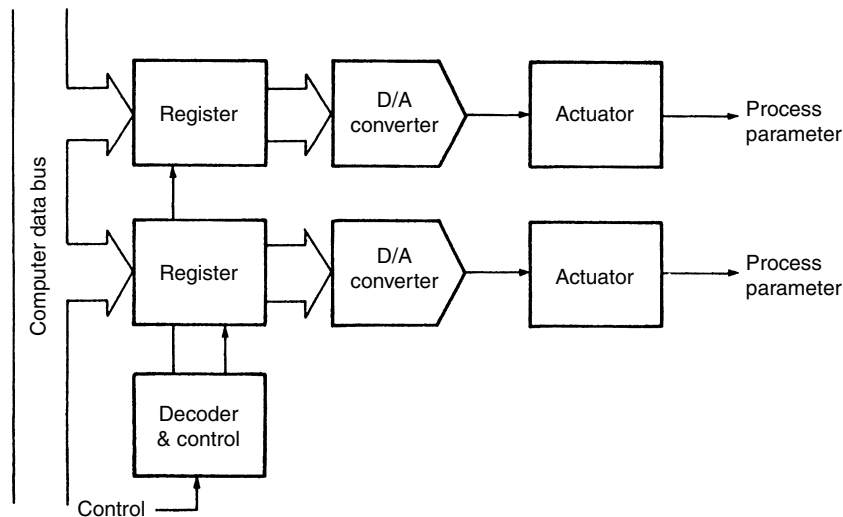 Register
D/A
converter
Actuator
Process
parameter
Computer data bus
Register
D/A
converter
Actuator
Process
parameter
Decoder
& control
Control